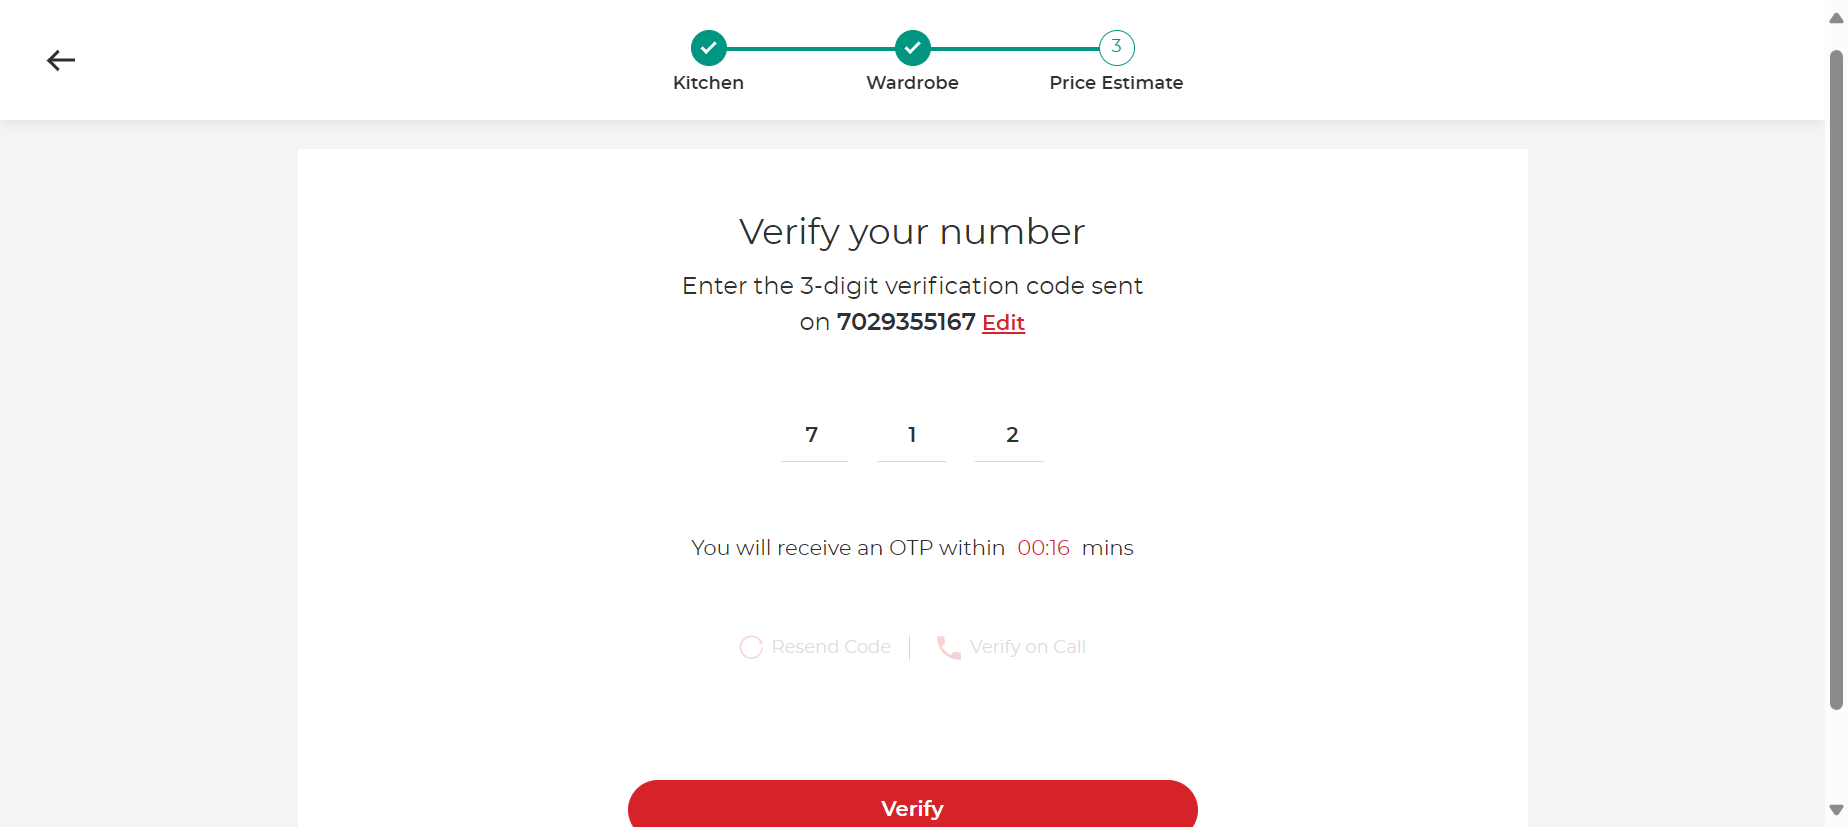 3
Kitchen Wardrobe Price Estimate
Verify your number
Enter the 3-digit verification code sent
on 7029355167 Edit
7 1 2
You will receive an OTP within 00:16 mins
Resend Code | Verify on Call
Verify